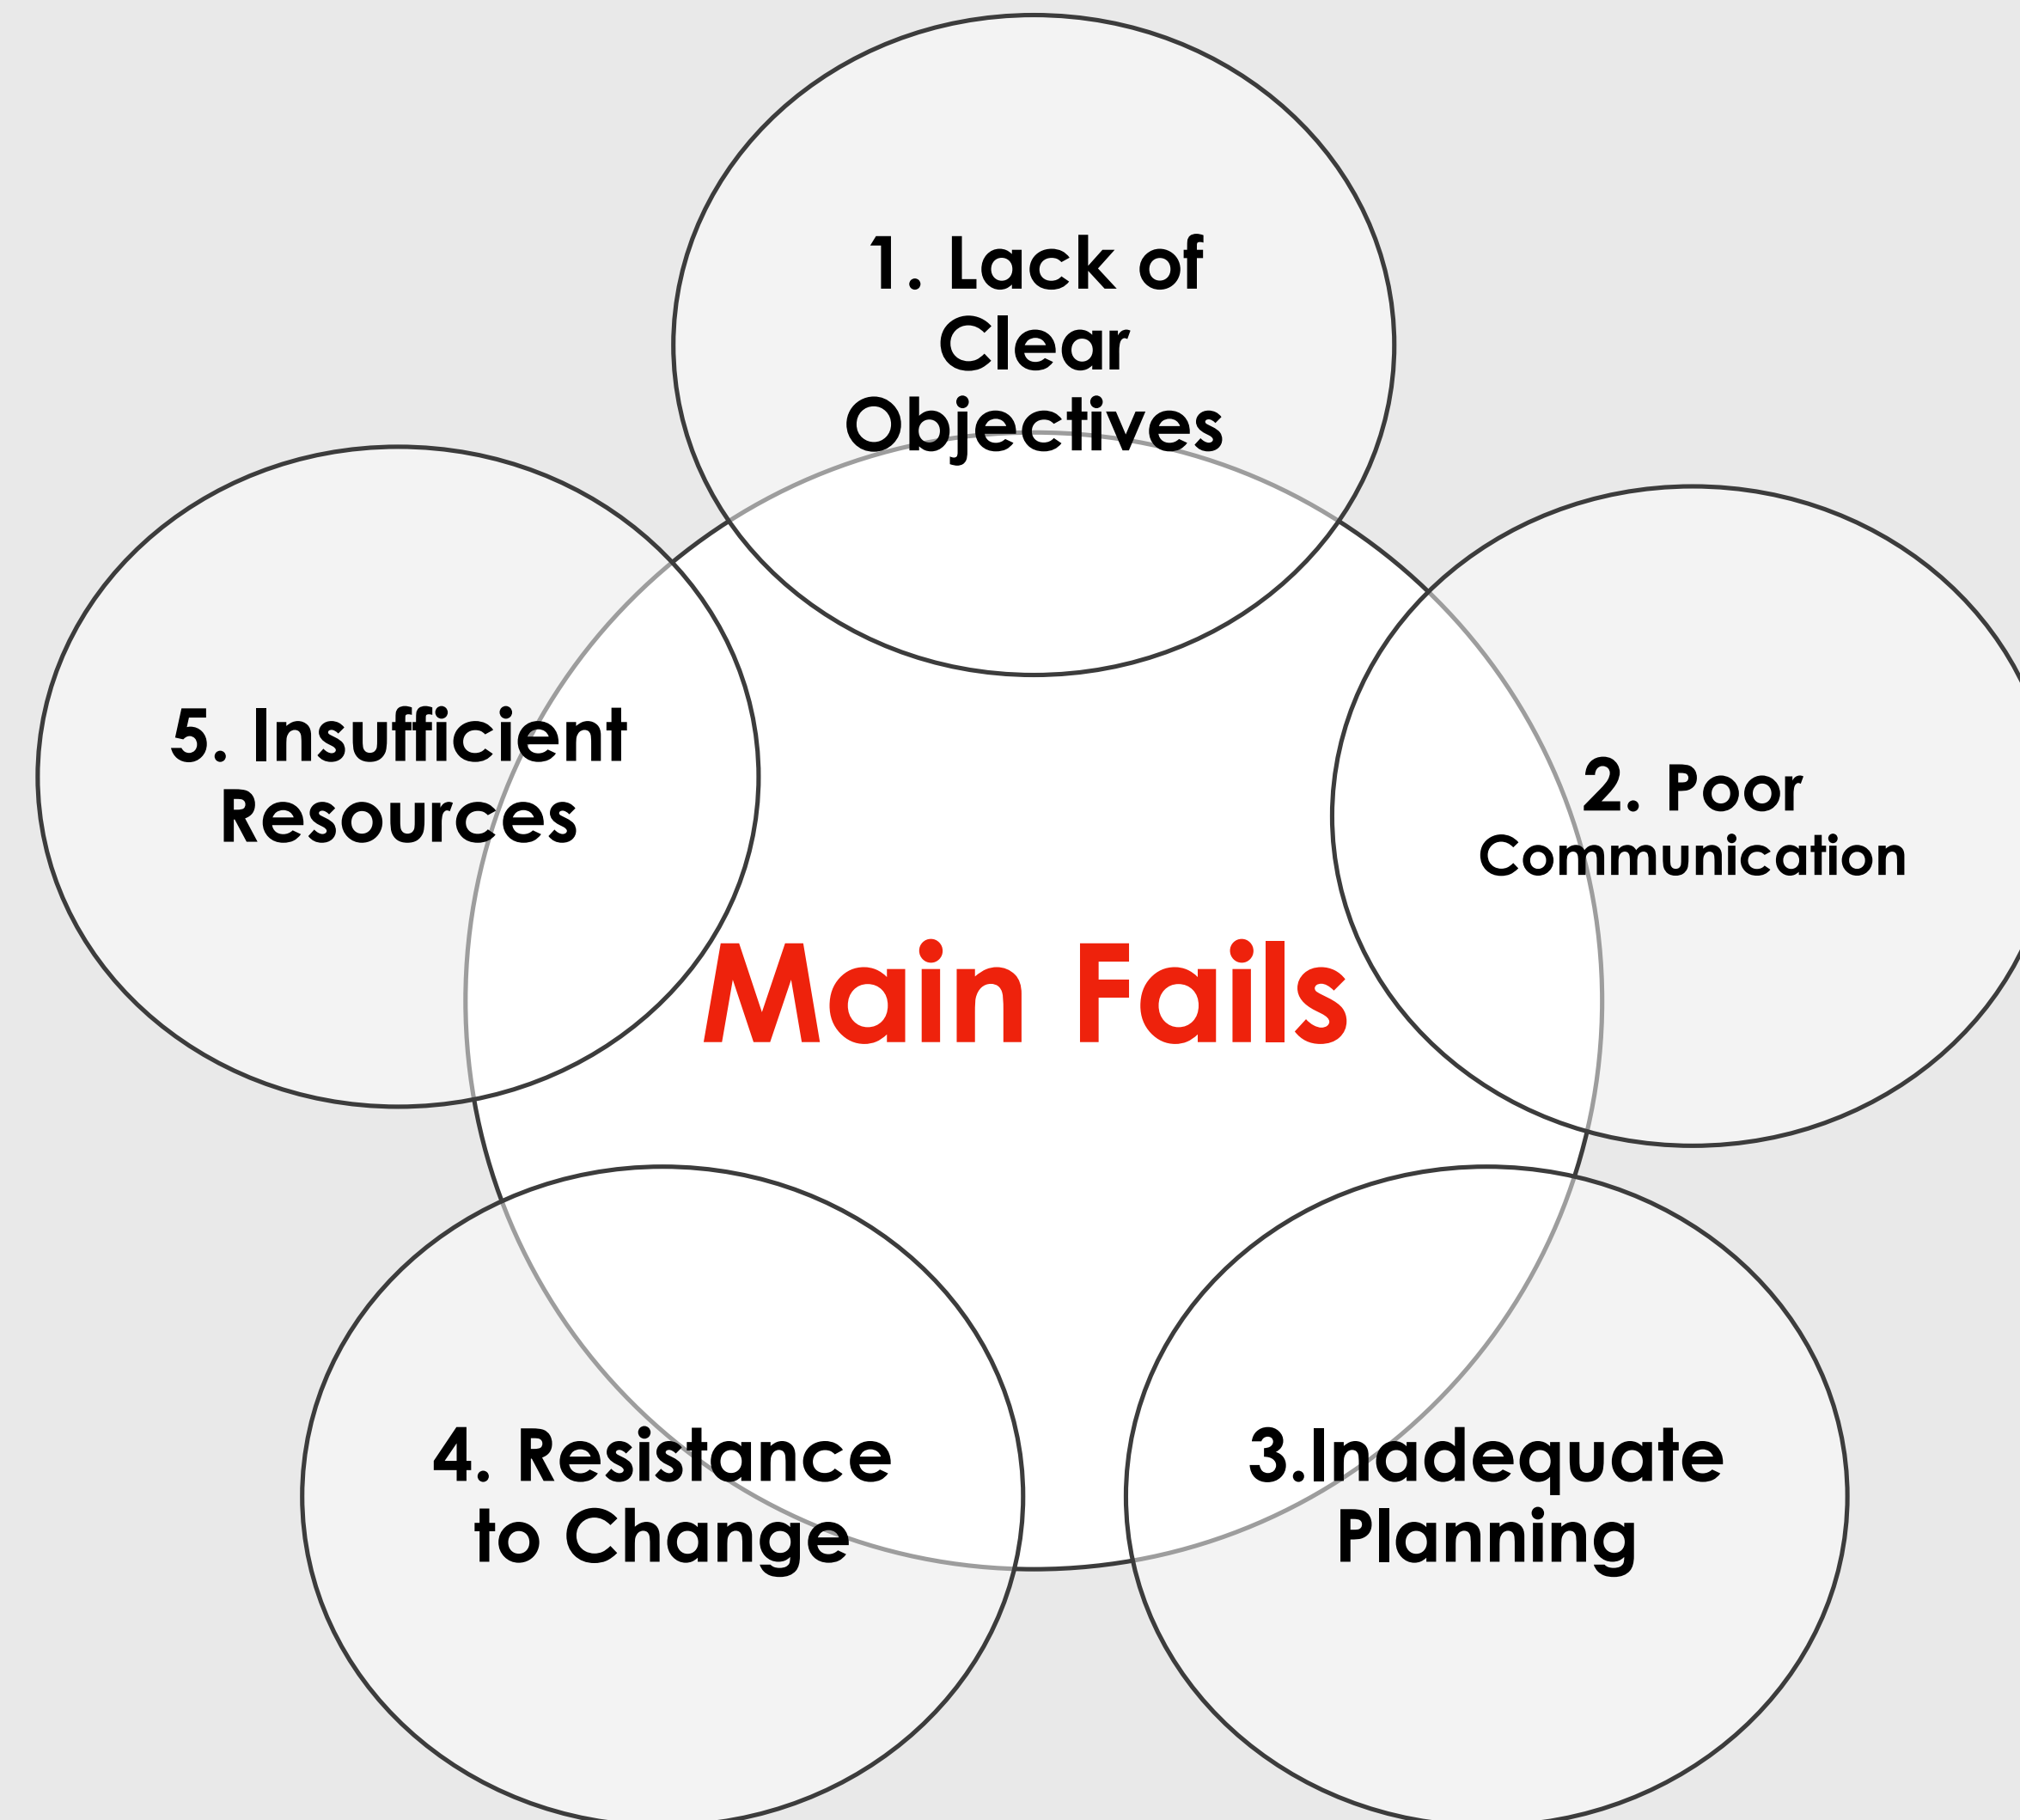 1. Lack of
Clear
Objectives
5. Insufficient
Resources
2. Poor
Communication
Main Fails
4. Resistance
to Change
3.Inadequate
Planning